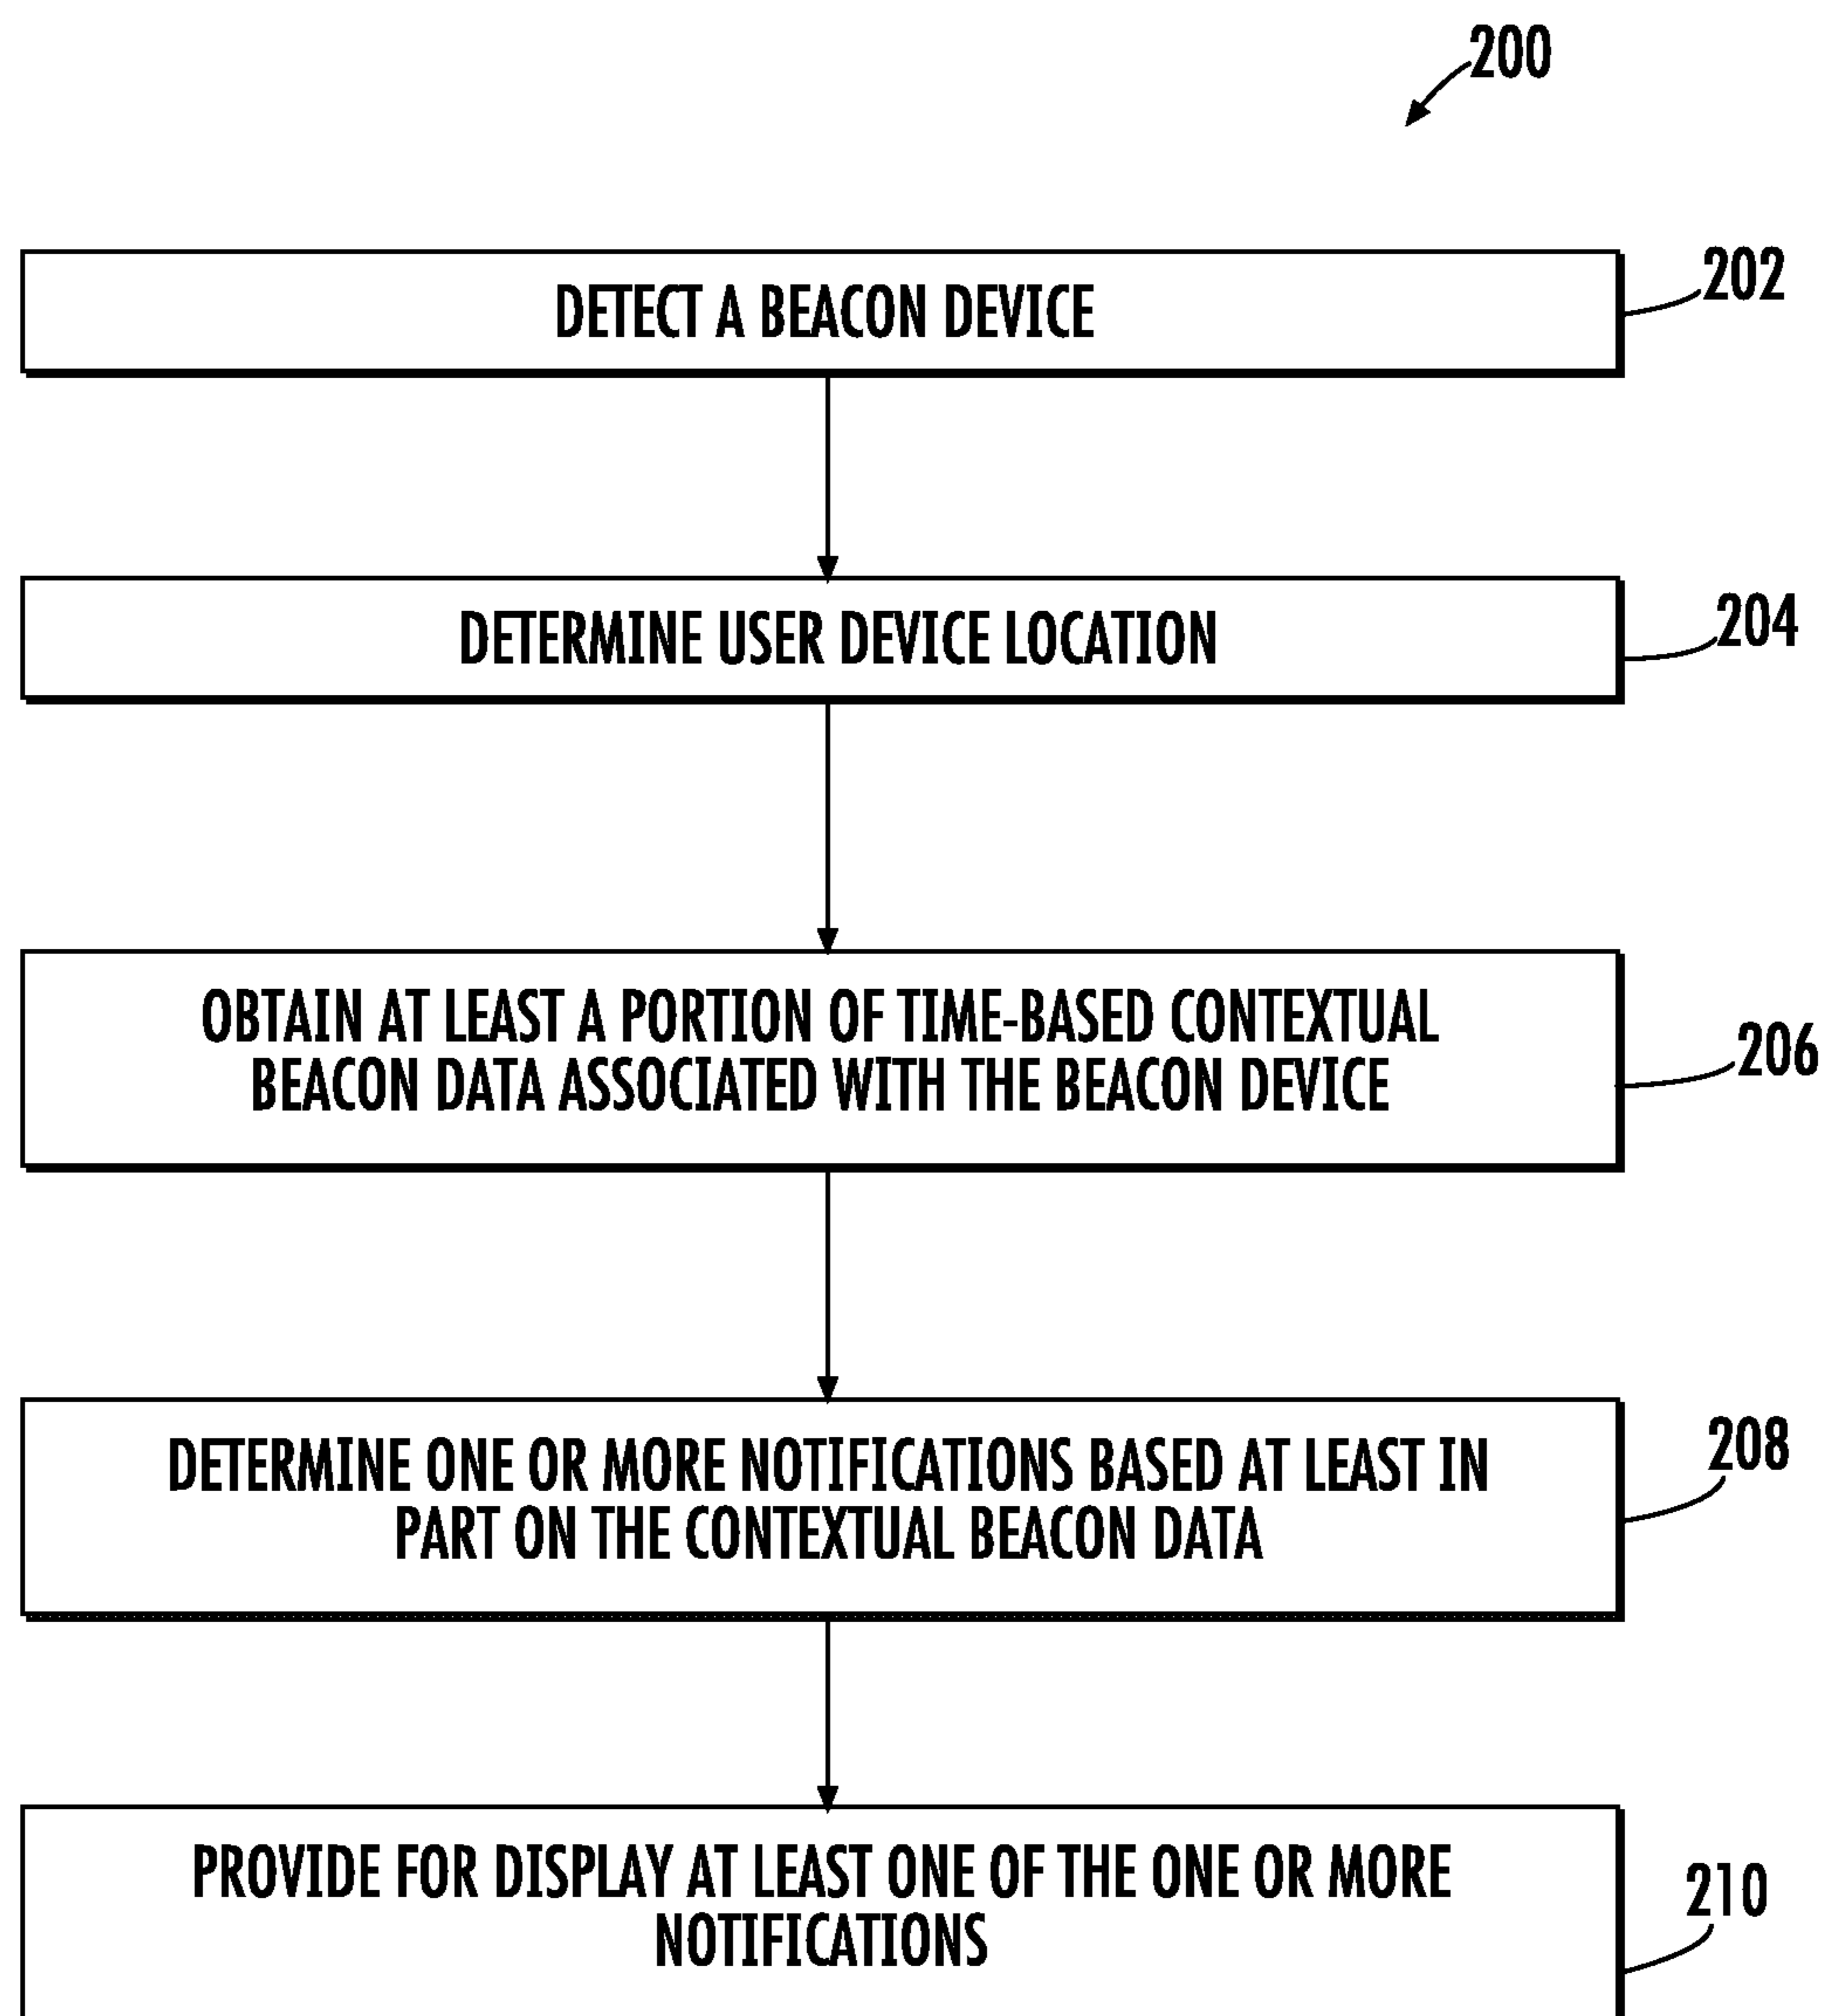 200
DETECT A BEACON DEVICE
202
DETERMINE USER DEVICE LOCATION
204
OBTAIN AT LEAST A PORTION OF TIME-BASED CONTEXTUAL
BEACON DATA ASSOCIATED WITH THE BEACON DEVICE
206
DETERMINE ONE OR MORE NOTIFICATIONS BASED AT LEAST IN
PART ON THE CONTEXTUAL BEACON DATA
208
PROVIDE FOR DISPLAY AT LEAST ONE OF THE ONE OR MORE
NOTIFICATIONS
210